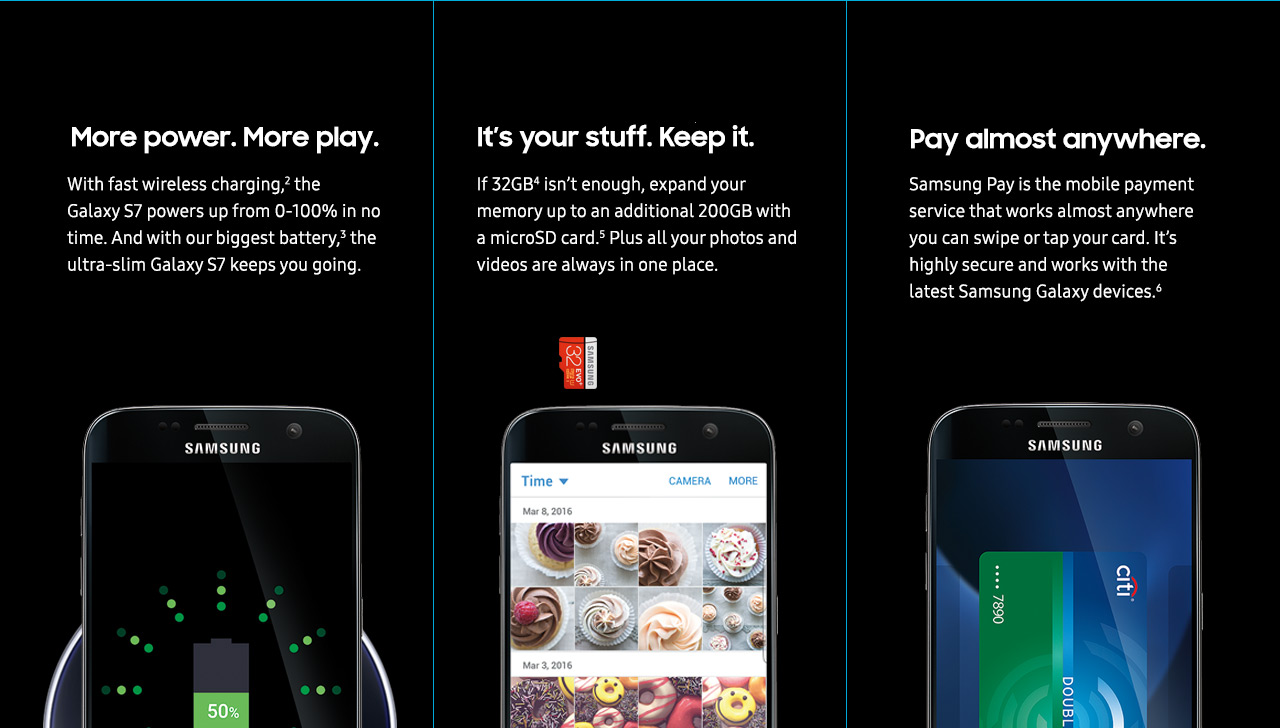 More power. More play.
With fast wireless charging,² the
Galaxy S7 powers up from 0-100% in no
time. And with our biggest battery,³ the
ultra-slim Galaxy S7 keeps you going.
SAMSUNG
50%
It’s your stuff. Keep it.
If 32GB⁴ isn’t enough, expand your
memory up to an additional 200GB with
a microSD card.⁵ Plus all your photos and
videos are always in one place.
SAMSUNG
32 EVO+
SAMSUNG
Time CAMERA MORE
Mar 8, 2016
Mar 3, 2016
Pay almost anywhere.
Samsung Pay is the mobile payment
service that works almost anywhere
you can swipe or tap your card. It’s
highly secure and works with the
latest Samsung Galaxy devices.⁶
SAMSUNG
citi
•••• 7890
DOUBL